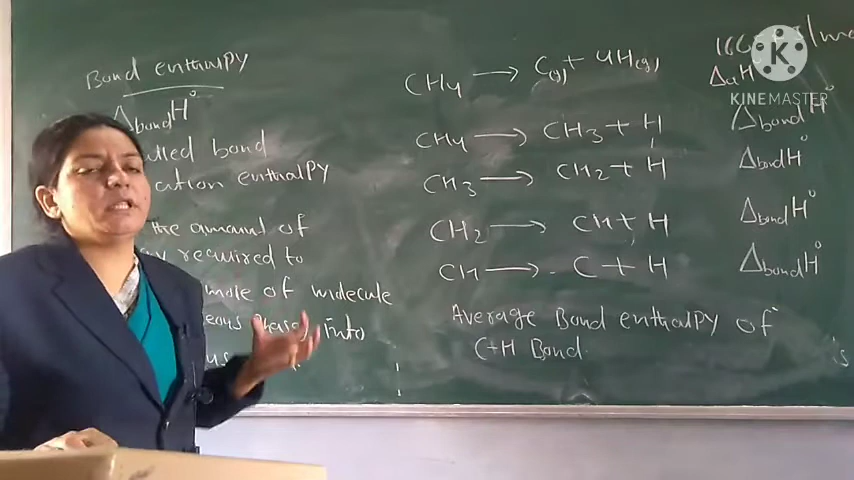 Bond enthalPy
ΔbondH°
bond
enthalPy
the amount of
required to
mole of molecule
into
CH4 → C(g) + 4H(g)
ΔaH°
CH4 → CH3 + H ΔbondH°
CH3 → CH2 + H ΔbondH°
CH2 → CH + H ΔbondH°
CH → C + H ΔbondH°
Average Bond enthalPy of
C-H Bond
is
K
KINEMASTER